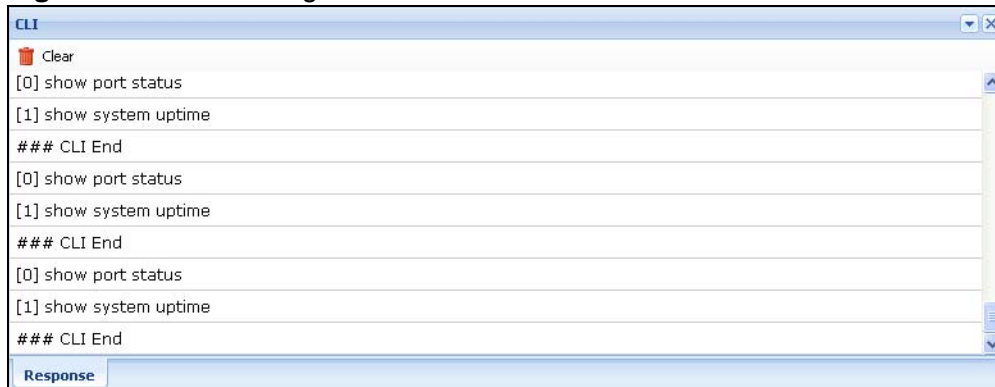 CLI
Clear
[0] show port status
[1] show system uptime
### CLI End
[0] show port status
[1] show system uptime
### CLI End
[0] show port status
[1] show system uptime
### CLI End
Response